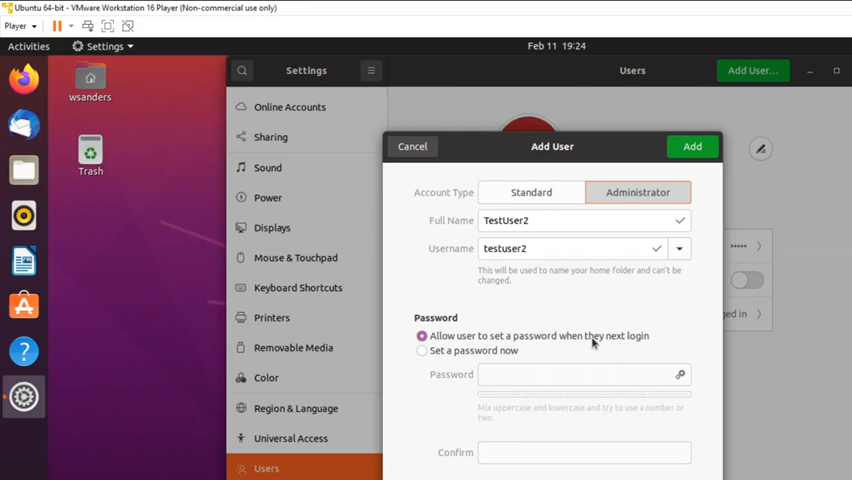 Ubuntu 64-bit - VMware Workstation 16 Player (Non-commercial use only)
Player
Activities
Settings
Feb 11 19:24
wsanders
Trash
Settings
Users
Add User...
Online Accounts
Sharing
Sound
Power
Displays
Mouse & Touchpad
Keyboard Shortcuts
Printers
Removable Media
Color
Region & Language
Universal Access
Users
Cancel
Add User
Add
Account Type
Standard
Administrator
Full Name
TestUser2
Username
testuser2
This will be used to name your home folder and can't be
changed.
Password
Allow user to set a password when they next login
Set a password now
Password
Mix uppercase and lowercase and try to use a number or
two.
Confirm
•••••
ged in